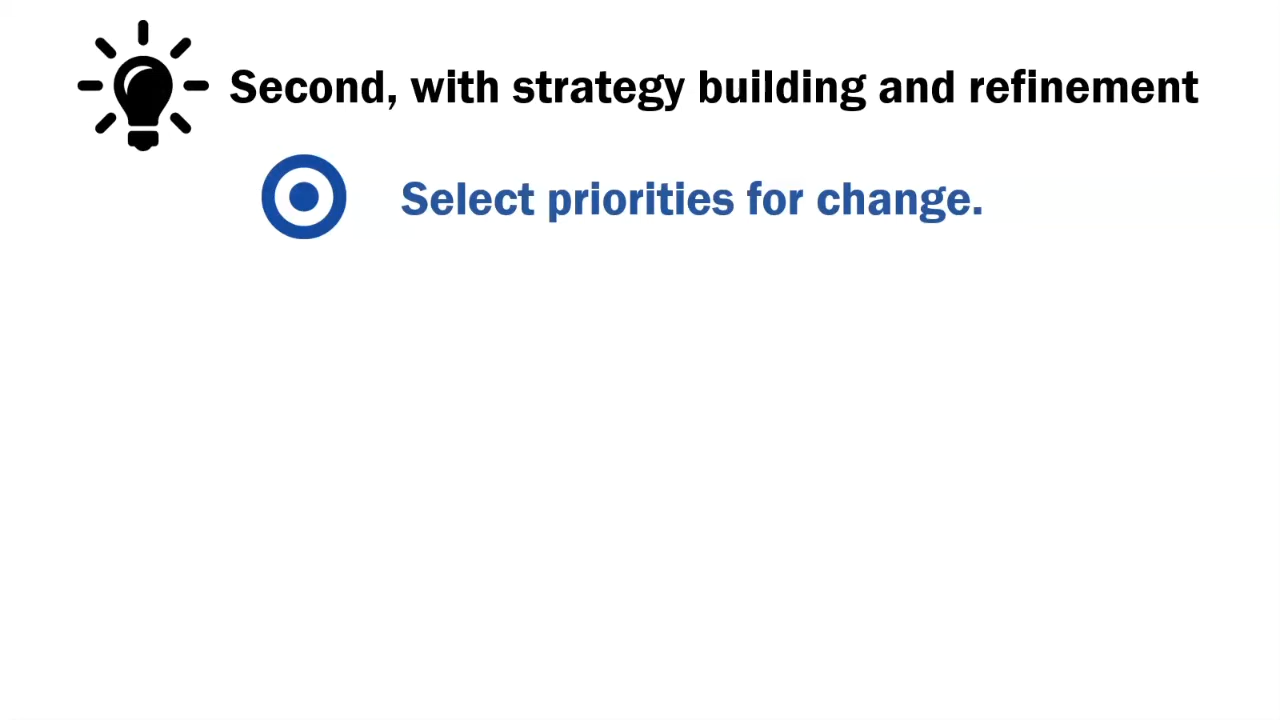 Second, with strategy building and refinement
Select priorities for change.